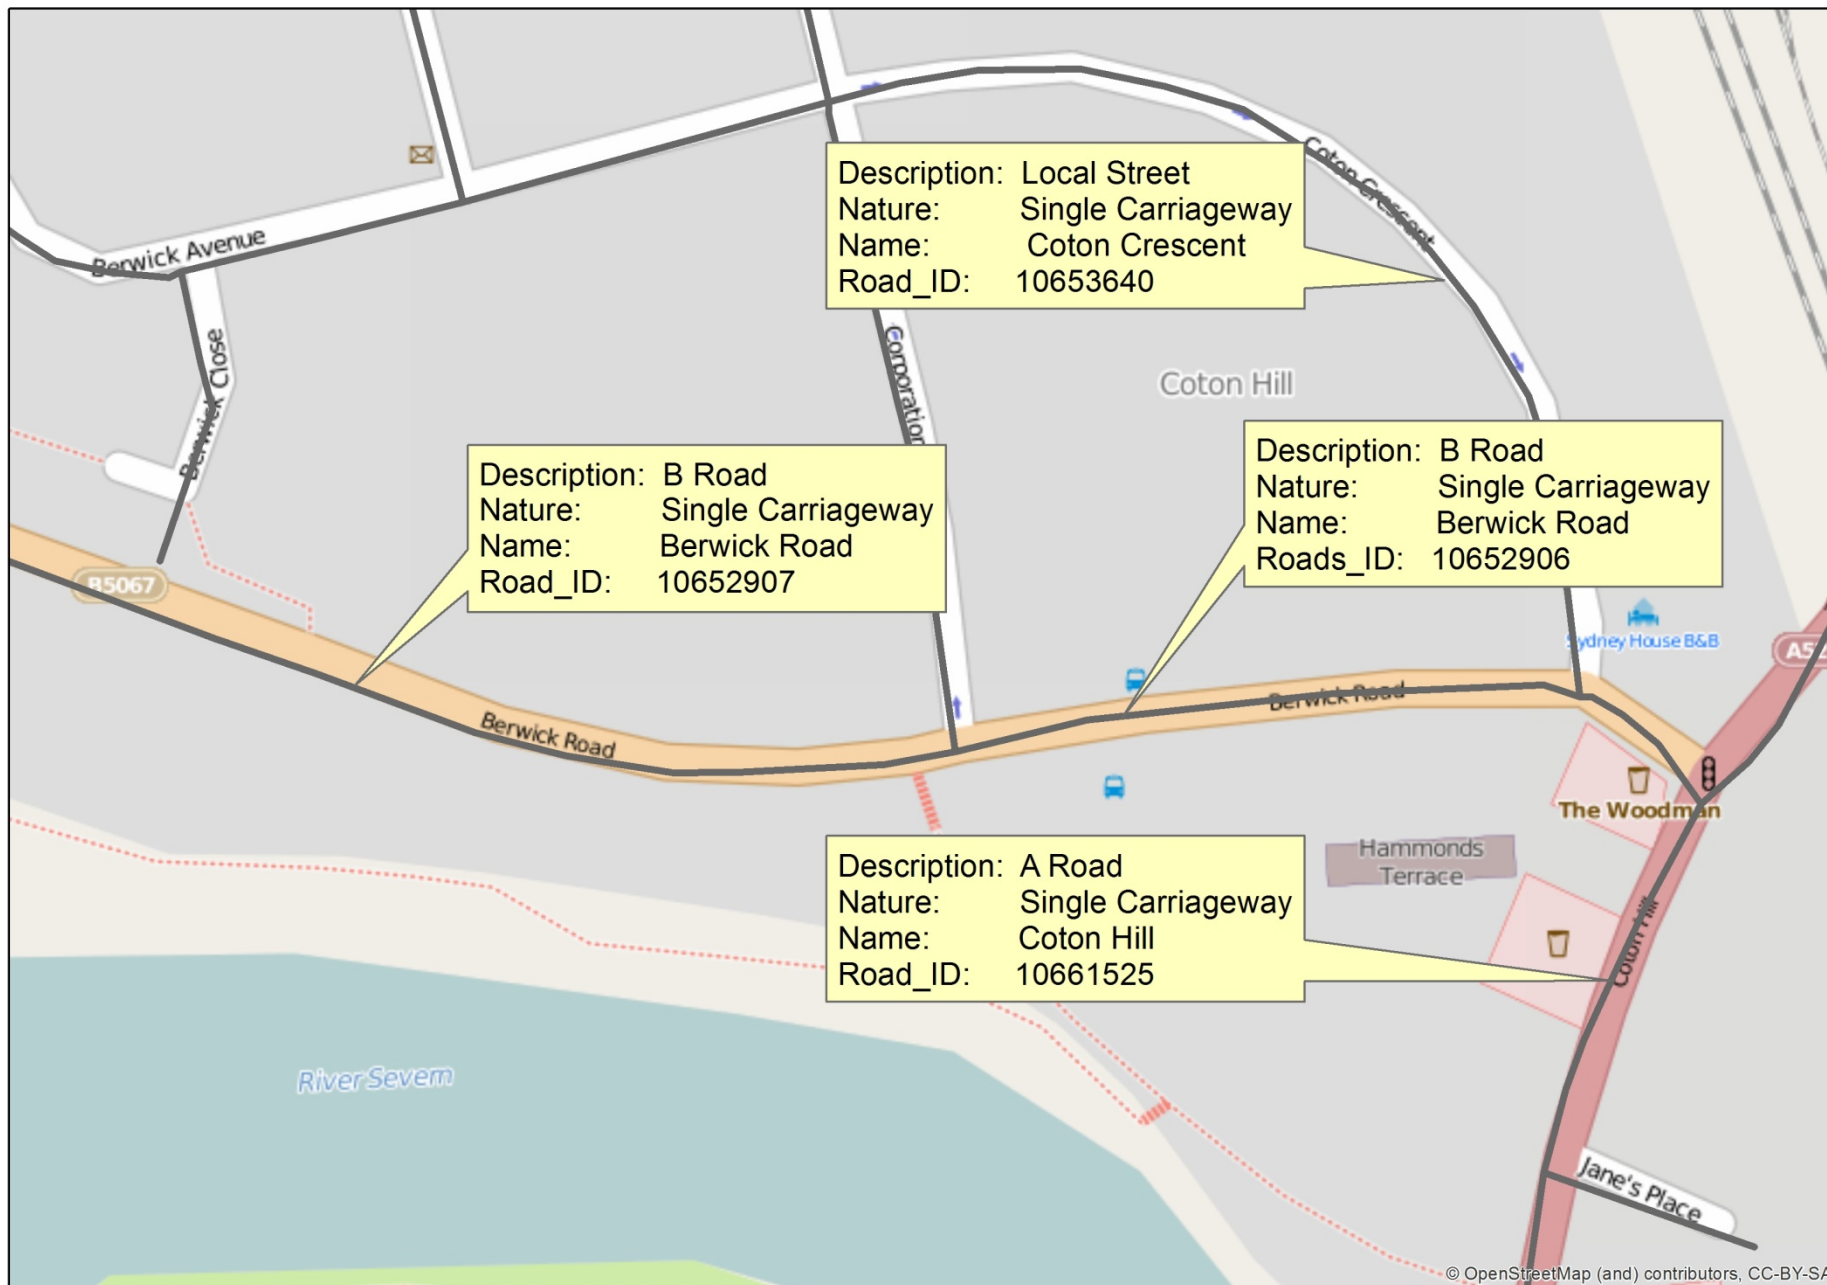 Berwick Avenue
Description: Local Street
Nature: Single Carriageway
Name: Coton Crescent
Road_ID: 10653640
Coton Crescent
Berwick Close
Corporation
Coton Hill
Description: B Road
Nature: Single Carriageway
Name: Berwick Road
Road_ID: 10652907
Description: B Road
Nature: Single Carriageway
Name: Berwick Road
Roads_ID: 10652906
B5067
Sydney House B&B
Berwick Road
Berwick Road
The Woodman
Hammonds
Terrace
Description: A Road
Nature: Single Carriageway
Name: Coton Hill
Road_ID: 10661525
Coton Hill
River Severn
Jane's Place
© OpenStreetMap (and) contributors, CC-BY-SA